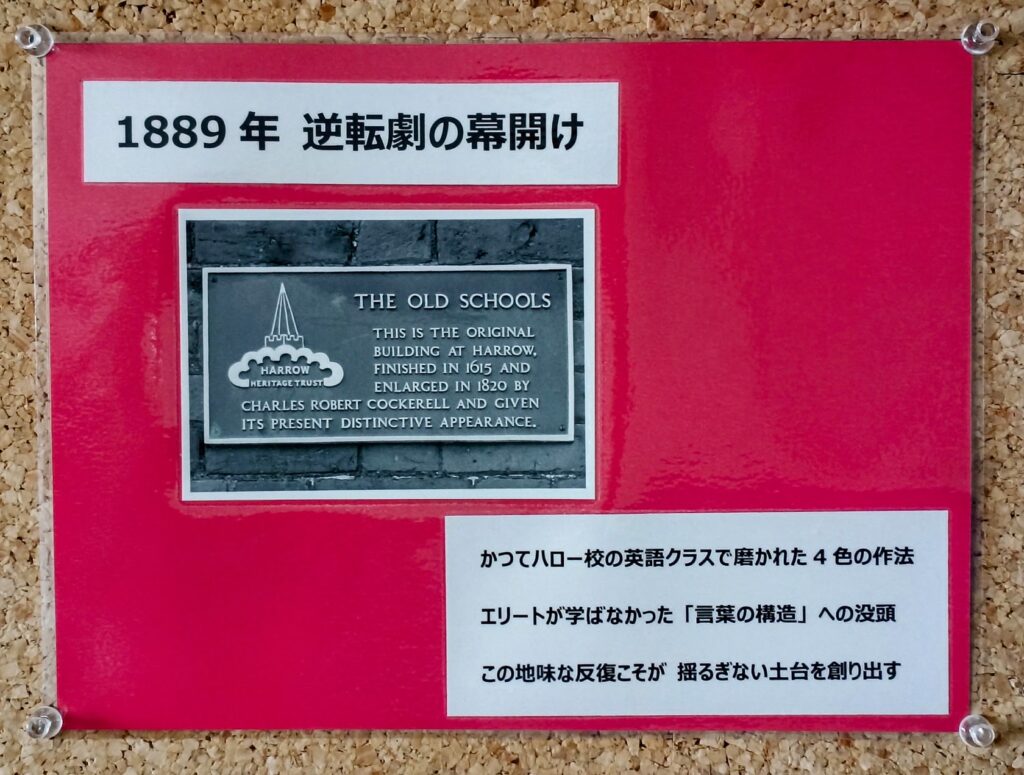 1889 年 逆転劇の幕開け
THE OLD SCHOOLS
THIS IS THE ORIGINAL
BUILDING AT HARROW,
FINISHED IN 1615 AND
ENLARGED IN 1820 BY
CHARLES ROBERT COCKERELL AND GIVEN
ITS PRESENT DISTINCTIVE APPEARANCE.
HARROW
HERITAGE TRUST
かつてハロー校の英語クラスで磨かれた 4 色の作法
エリートが学ばなかった「言葉の構造」への没頭
この地味な反復こそが 揺るぎない土台を創り出す